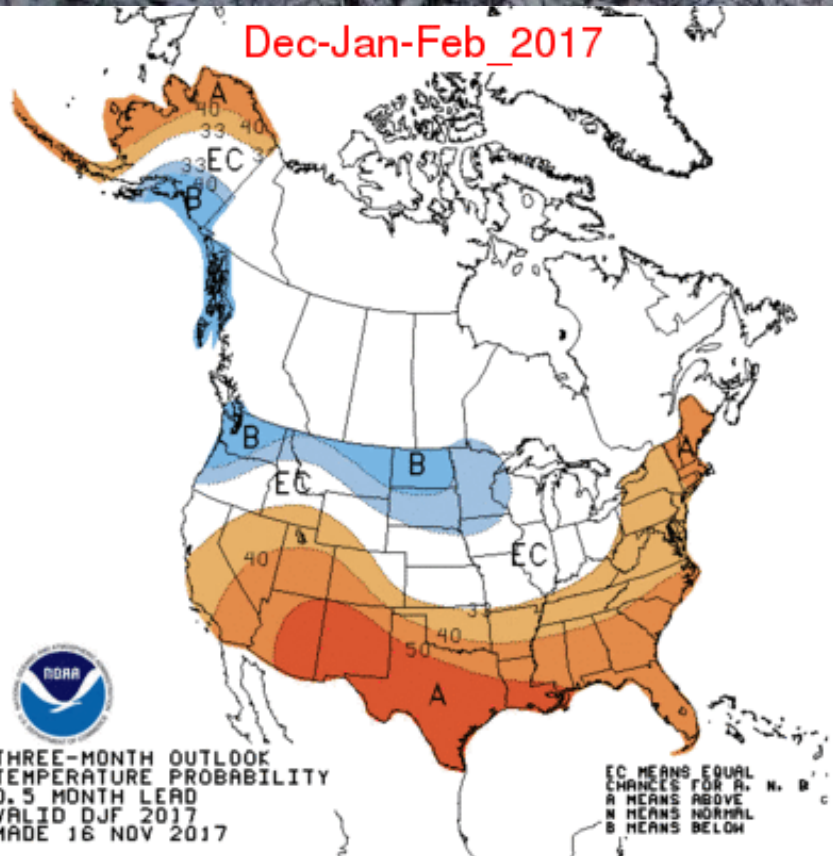 Dec-Jan-Feb_2017
A
40
40
33
EC
33
40
B
B
B
EC
A
EC
40
33
40
50
A
NOAA
THREE-MONTH OUTLOOK
TEMPERATURE PROBABILITY
0.5 MONTH LEAD
VALID DJF 2017
MADE 16 NOV 2017
EC MEANS EQUAL
CHANCES FOR A, N, B
A MEANS ABOVE
N MEANS NORMAL
B MEANS BELOW